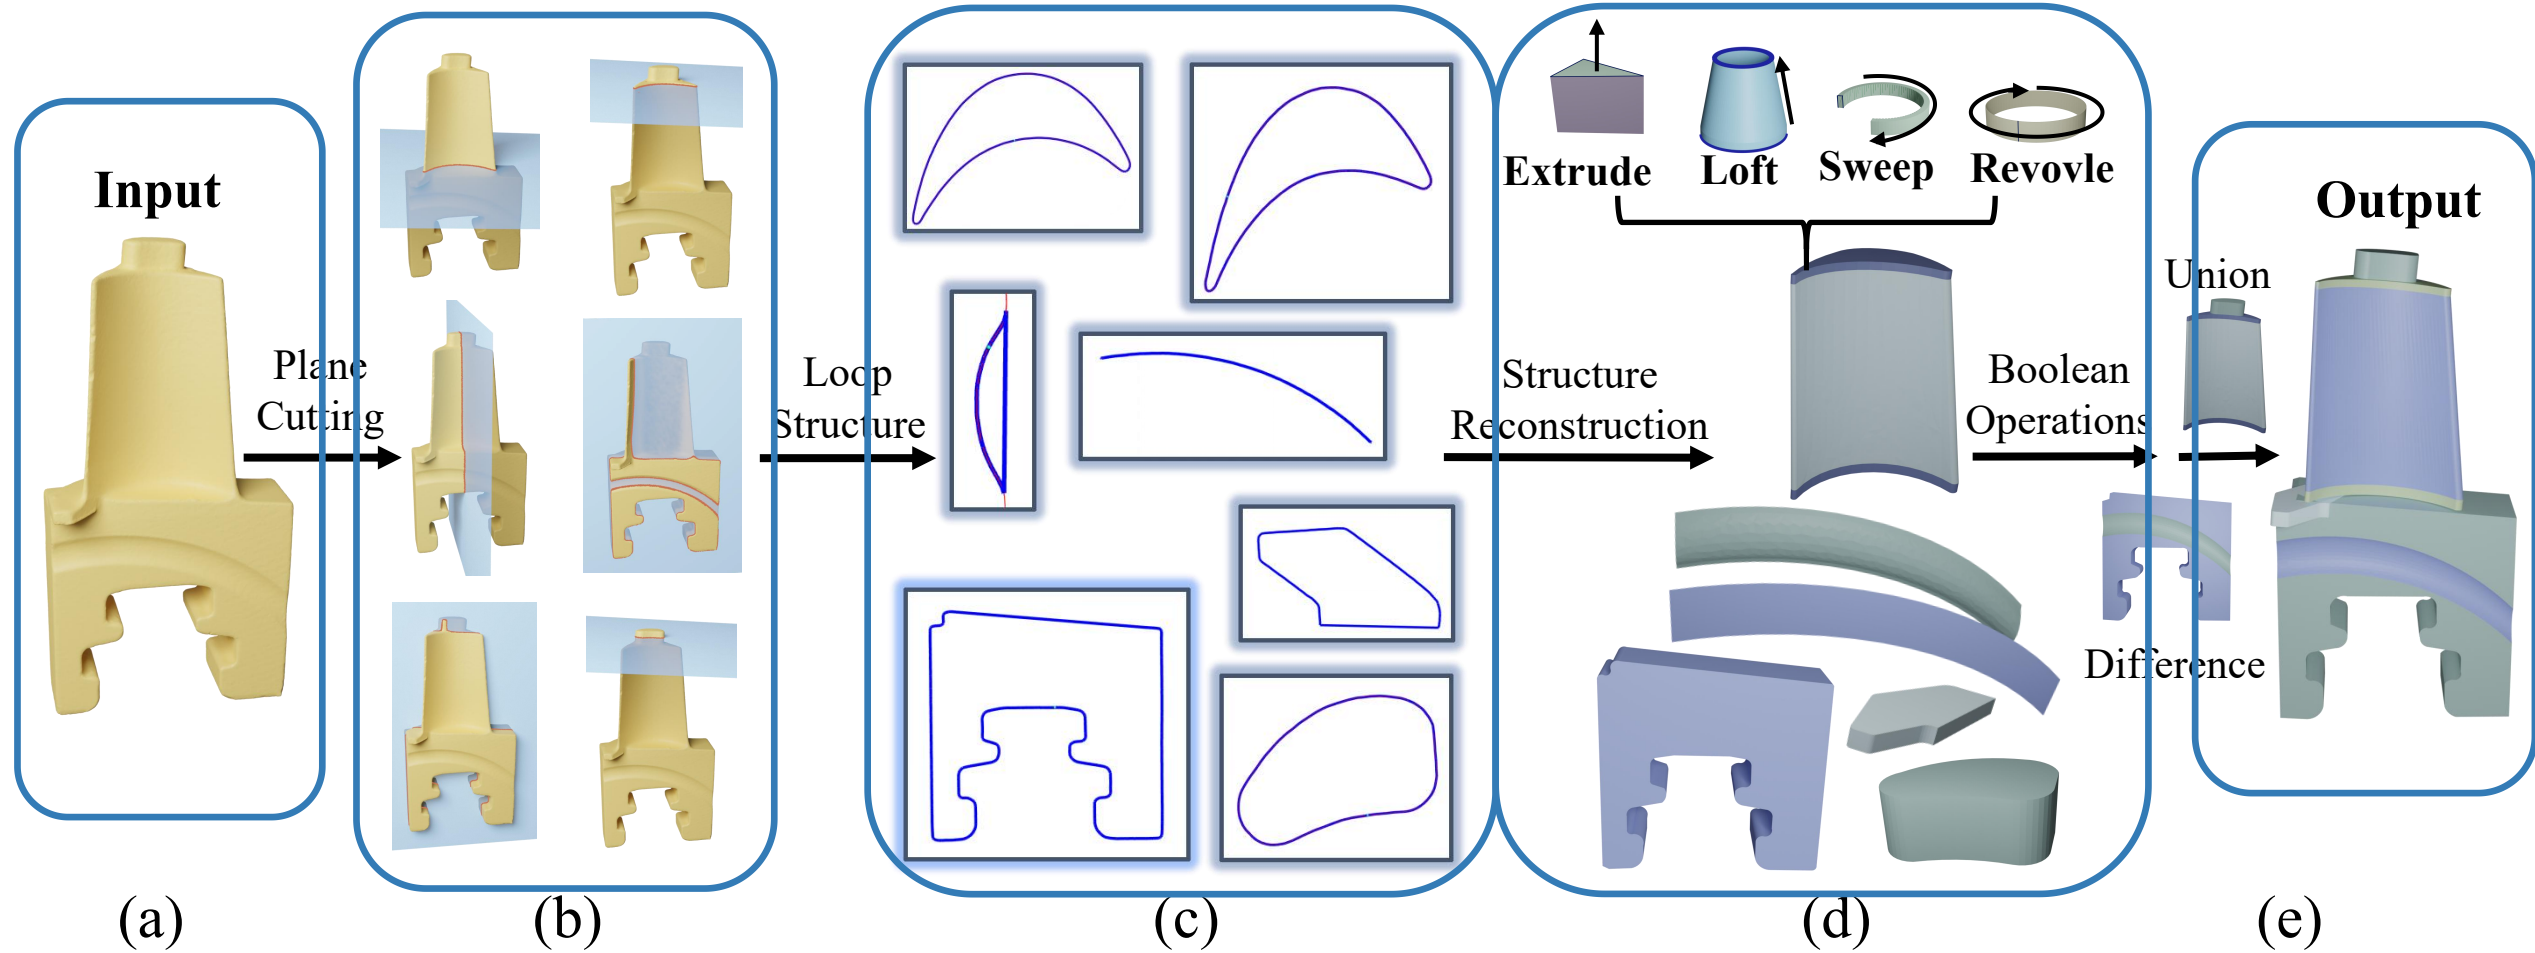 Input
Plane
Cutting
Loop
Structure
Extrude
Loft
Sweep
Revovle
Structure
Reconstruction
Boolean
Operations
Union
Difference
Output
(a)
(b)
(c)
(d)
(e)